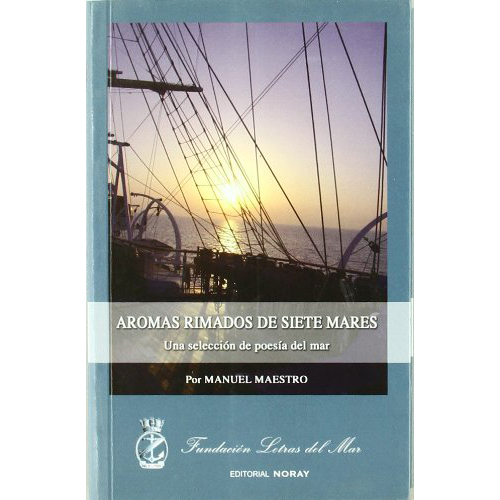 AROMAS RIMADOS DE SIETE MARES
Una selección de poesía del mar
Por MANUEL MAESTRO
Fundación Letras del Mar
EDITORIAL NORAY